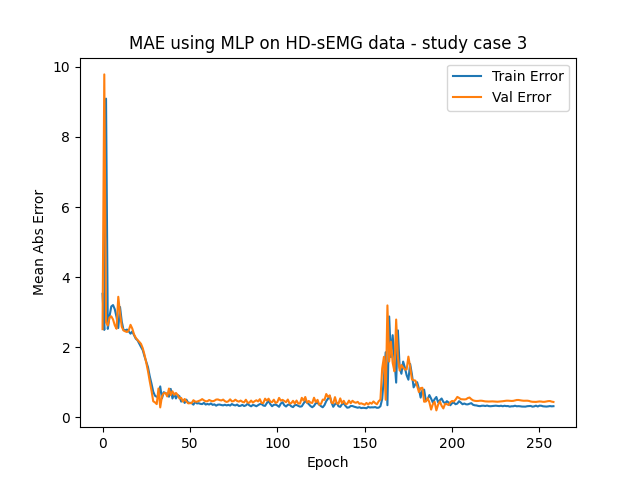 MAE using MLP on HD-sEMG data - study case 3
Train Error
Val Error
Mean Abs Error
10
8
6
4
2
0
0
50
100
150
200
250
Epoch